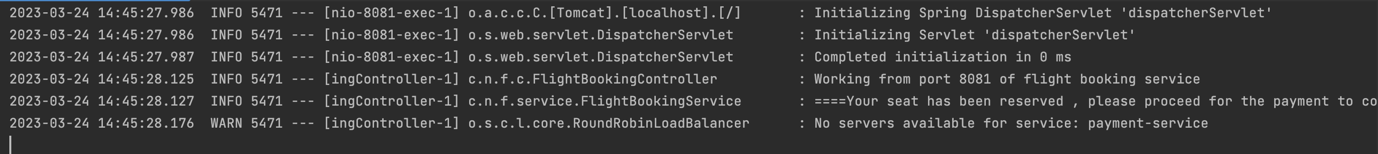 2023-03-24 14:45:27.986  INFO 5471 --- [nio-8081-exec-1] o.a.c.c.C.[Tomcat].[localhost].[/]       : Initializing Spring DispatcherServlet 'dispatcherServlet'
2023-03-24 14:45:27.986  INFO 5471 --- [nio-8081-exec-1] o.s.web.servlet.DispatcherServlet        : Initializing Servlet 'dispatcherServlet'
2023-03-24 14:45:27.987  INFO 5471 --- [nio-8081-exec-1] o.s.web.servlet.DispatcherServlet        : Completed initialization in 0 ms
2023-03-24 14:45:28.125  INFO 5471 --- [ingController-1] c.n.f.c.FlightBookingController          : Working from port 8081 of flight booking service
2023-03-24 14:45:28.127  INFO 5471 --- [ingController-1] c.n.f.service.FlightBookingService       : ====Your seat has been reserved , please proceed for the payment to co
2023-03-24 14:45:28.176  WARN 5471 --- [ingController-1] o.s.c.l.core.RoundRobinLoadBalancer      : No servers available for service: payment-service